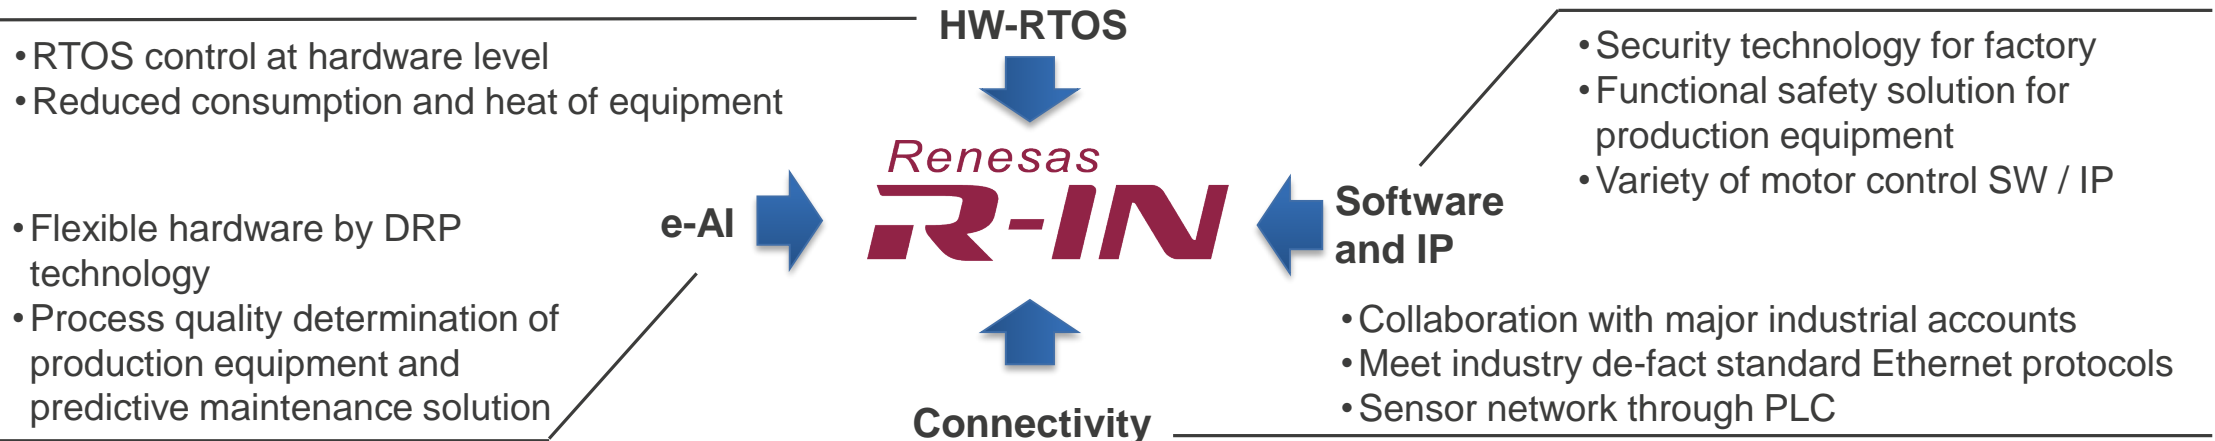 HW-RTOS
•RTOS control at hardware level
•Reduced consumption and heat of equipment
•Security technology for factory
•Functional safety solution for
production equipment
•Variety of motor control SW / IP
Renesas
R-IN
e-AI
•Flexible hardware by DRP
technology
•Process quality determination of
production equipment and
predictive maintenance solution
Software
and IP
•Collaboration with major industrial accounts
•Meet industry de-fact standard Ethernet protocols
•Sensor network through PLC
Connectivity